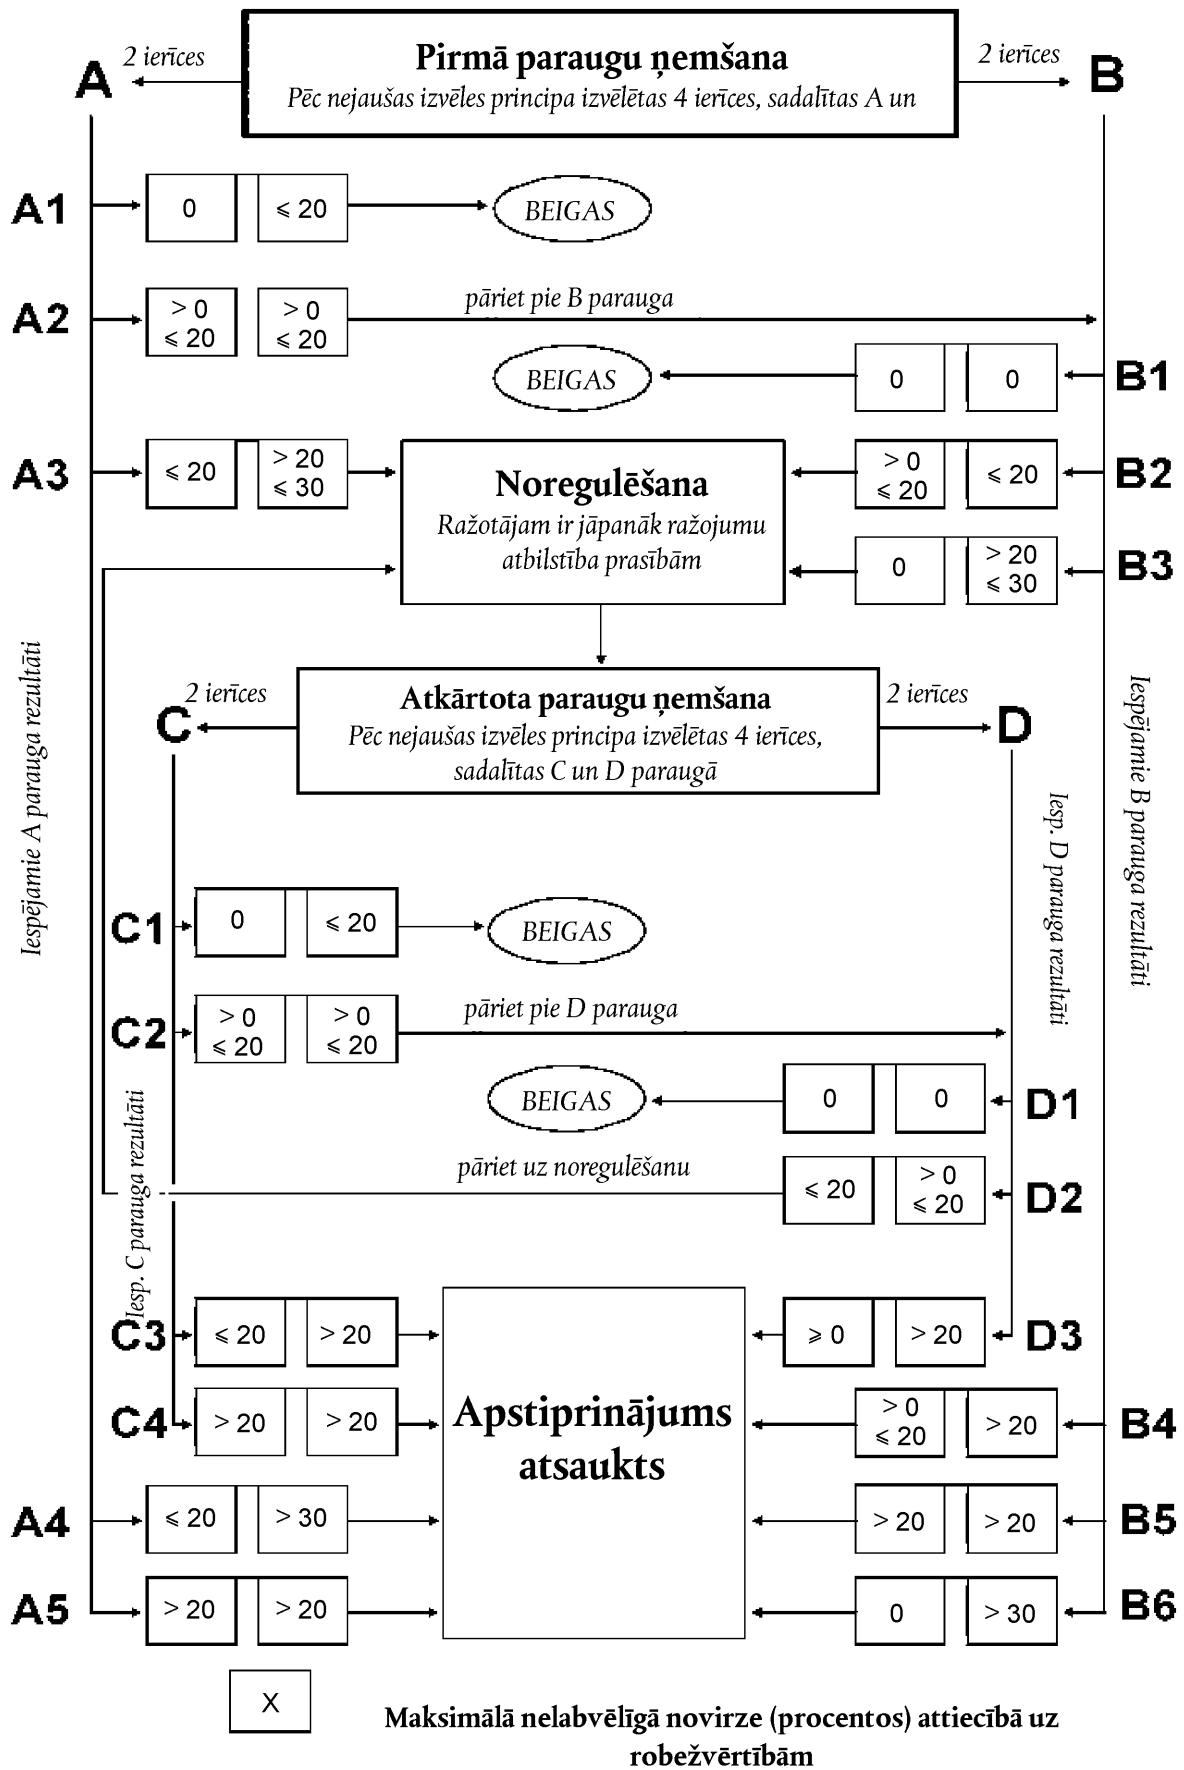 Pirmā paraugu ņemšana
Pēc nejaušas izvēles principa izvēlētas 4 ierīces, sadalītas A un
A
2 ierīces
2 ierīces
B
A1
0
⩽ 20
BEIGAS
A2
> 0
⩽ 20
> 0
⩽ 20
pāriet pie B parauga
BEIGAS
0
0
B1
A3
⩽ 20
> 20
⩽ 30
Noregulēšana
Ražotājam ir jāpanāk ražojumu
atbilstība prasībām
> 0
⩽ 20
⩽ 20
B2
0
> 20
⩽ 30
B3
Iespējamie A parauga rezultāti
Iespējamie B parauga rezultāti
C
2 ierīces
Atkārtota paraugu ņemšana
Pēc nejaušas izvēles principa izvēlētas 4 ierīces,
sadalītas C un D paraugā
2 ierīces
D
Iesp. D parauga rezultāti
C1
0
⩽ 20
BEIGAS
C2
> 0
⩽ 20
> 0
⩽ 20
pāriet pie D parauga
BEIGAS
0
0
D1
Iesp. C parauga rezultāti
pāriet uz noregulēšanu
⩽ 20
> 0
⩽ 20
D2
C3
⩽ 20
> 20
Apstiprinājums
atsaukts
⩾ 0
> 20
D3
C4
> 20
> 20
> 0
⩽ 20
> 20
B4
A4
⩽ 20
> 30
> 20
> 20
B5
A5
> 20
> 20
0
> 30
B6
X
Maksimālā nelabvēlīgā novirze (procentos) attiecībā uz
robežvērtībām